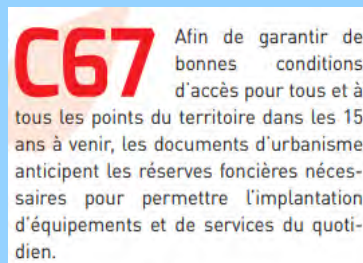 C67 Afin de garantir de
bonnes conditions
d'accès pour tous et à
tous les points du territoire dans les 15
ans à venir, les documents d'urbanisme
anticipent les réserves foncières néces-
saires pour permettre l'implantation
d'équipements et de services du quoti-
dien.